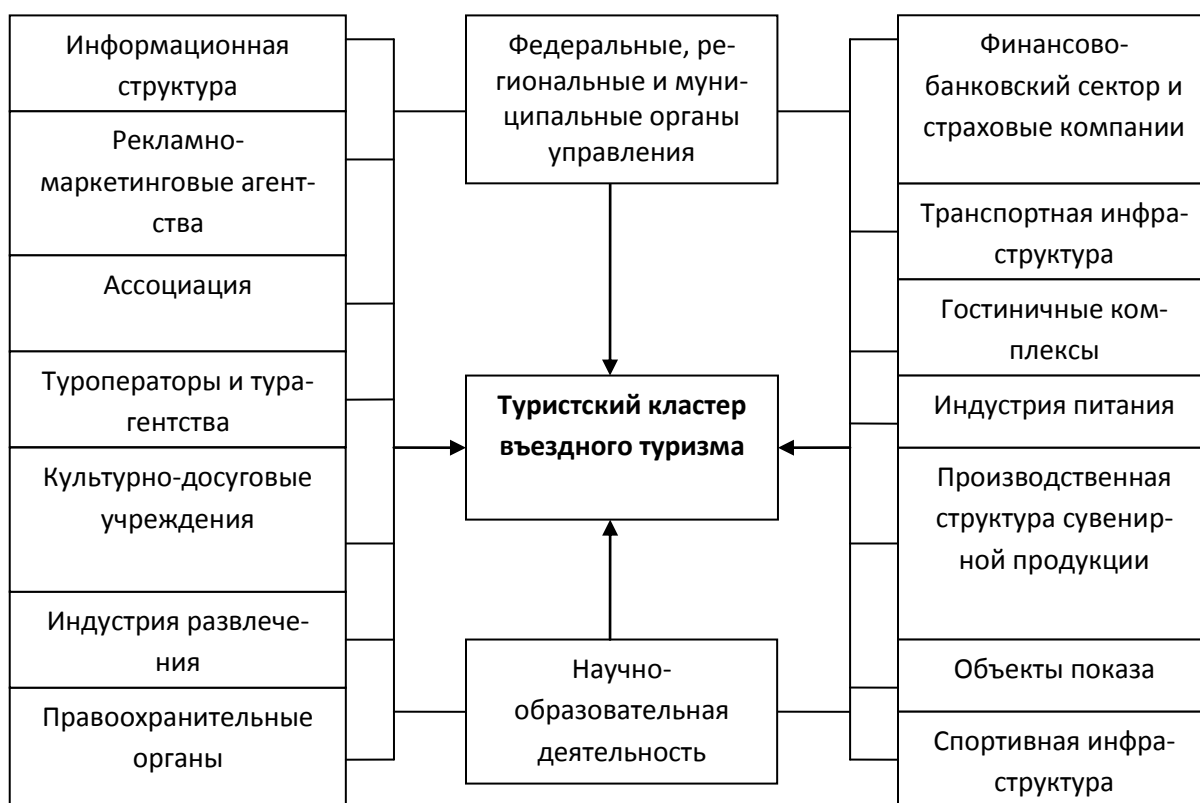 Информационная
структура
Рекламно-
маркетинговые агент-
ства
Ассоциация
Туроператоры и тура-
гентства
Культурно-досуговые
учреждения
Индустрия развлече-
ния
Правоохранительные
органы
Федеральные, ре-
гиональные и муни-
ципальные органы
управления
Туристский кластер
въездного туризма
Научно-
образовательная
деятельность
Финансово-
банковский сектор и
страховые компании
Транспортная инфра-
структура
Гостиничные ком-
плексы
Индустрия питания
Производственная
структура сувенир-
ной продукции
Объекты показа
Спортивная инфра-
структура